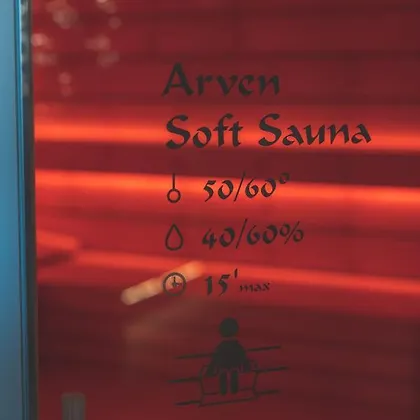 Arven
Soft Sauna
50/60°
40/60%
15' max